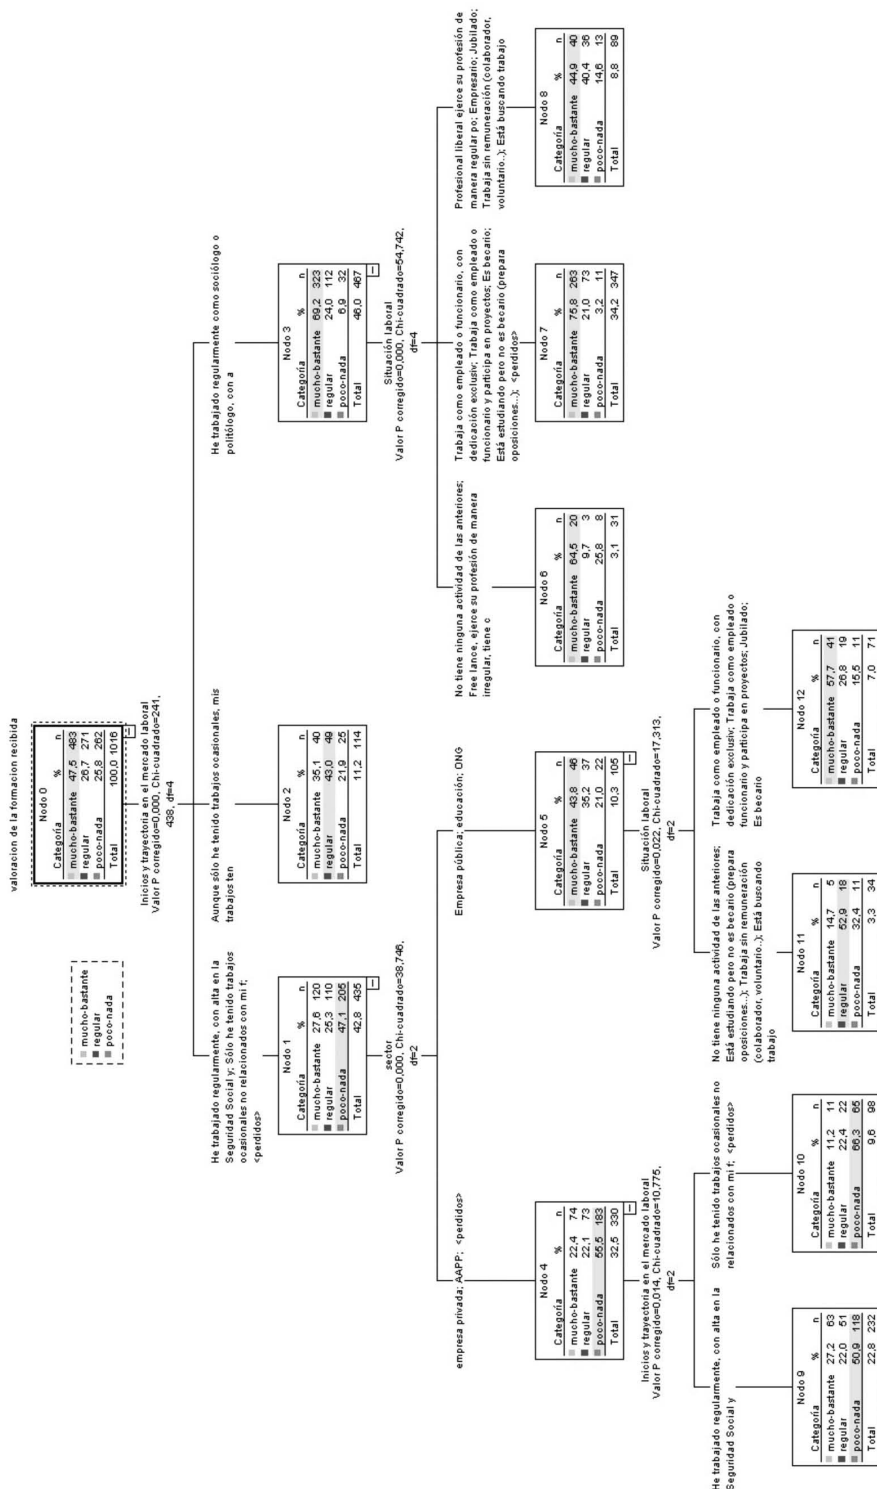 valoracion de la formacion recibida
mucho-bastante
regular
poco-nada
Nodo 0
Categoría % n
mucho-bastante 47,5 483
regular 26,7 271
poco-nada 25,8 262
Total 100,0 1016
Inicios y trayectoria en el mercado laboral
Valor P corregido=0,000, Chi-cuadrado=241,
438, df=4
He trabajado regularmente, con alta en la
Seguridad Social y; Sólo he tenido trabajos
ocasionales no relacionados con mi f;
<perdidos>
Aunque sólo he tenido trabajos ocasionales, mis
trabajos ten
He trabajado regularmente como sociólogo o
politólogo, con a
Nodo 1
Categoría % n
mucho-bastante 27,6 120
regular 25,3 110
poco-nada 47,1 205
Total 42,8 435
Nodo 2
Categoría % n
mucho-bastante 35,1 40
regular 43,0 49
poco-nada 21,9 25
Total 11,2 114
Nodo 3
Categoría % n
mucho-bastante 69,2 323
regular 24,0 112
poco-nada 6,9 32
Total 46,0 467
sector
Valor P corregido=0,000, Chi-cuadrado=38,746,
df=2
Situación laboral
Valor P corregido=0,000, Chi-cuadrado=54,742,
df=4
empresa privada; AAPP; <perdidos>
Empresa pública; educación; ONG
No tiene ninguna actividad de las anteriores;
Free lance, ejerce su profesión de manera
irregular, tiene c
Trabaja como empleado o funcionario, con
dedicación exclusiv; Trabaja como empleado o
funcionario y participa en proyectos; Es becario;
Está estudiando pero no es becario (prepara
oposiciones...); <perdidos>
Profesional liberal ejerce su profesión de
manera regular po; Empresario; Jubilado;
Trabaja sin remuneración (colaborador,
voluntario..); Está buscando trabajo
Nodo 4
Categoría % n
mucho-bastante 22,4 74
regular 22,1 73
poco-nada 55,5 183
Total 32,5 330
Nodo 5
Categoría % n
mucho-bastante 43,8 46
regular 35,2 37
poco-nada 21,0 22
Total 10,3 105
Nodo 6
Categoría % n
mucho-bastante 64,5 20
regular 9,7 3
poco-nada 25,8 8
Total 3,1 31
Nodo 7
Categoría % n
mucho-bastante 75,8 263
regular 21,0 73
poco-nada 3,2 11
Total 34,2 347
Nodo 8
Categoría % n
mucho-bastante 44,9 40
regular 40,4 36
poco-nada 14,6 13
Total 8,8 89
Inicios y trayectoria en el mercado laboral
Valor P corregido=0,014, Chi-cuadrado=10,775,
df=2
Situación laboral
Valor P corregido=0,022, Chi-cuadrado=17,313,
df=2
He trabajado regularmente, con alta en la
Seguridad Social y
Sólo he tenido trabajos ocasionales no
relacionados con mi f; <perdidos>
No tiene ninguna actividad de las anteriores;
Está estudiando pero no es becario (prepara
oposiciones...); Trabaja sin remuneración
(colaborador, voluntario..); Está buscando
trabajo
Trabaja como empleado o funcionario, con
dedicación exclusiv; Trabaja como empleado o
funcionario y participa en proyectos; Jubilado;
Es becario
Nodo 9
Categoría % n
mucho-bastante 27,2 63
regular 22,0 51
poco-nada 50,9 118
Total 22,8 232
Nodo 10
Categoría % n
mucho-bastante 11,2 11
regular 22,4 22
poco-nada 66,3 65
Total 9,6 98
Nodo 11
Categoría % n
mucho-bastante 14,7 5
regular 52,9 18
poco-nada 32,4 11
Total 3,3 34
Nodo 12
Categoría % n
mucho-bastante 57,7 41
regular 26,8 19
poco-nada 15,5 11
Total 7,0 71